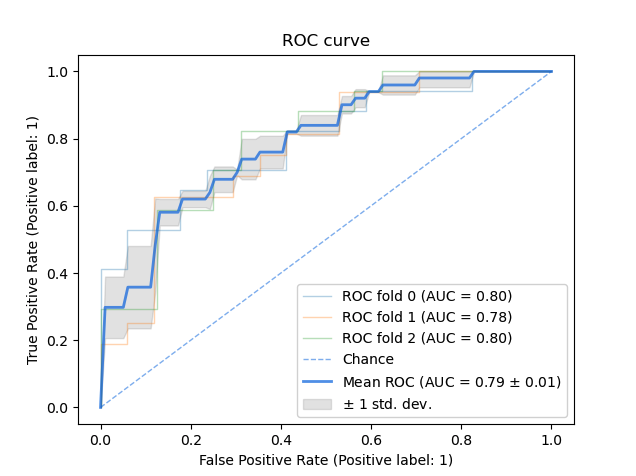 ROC curve
True Positive Rate (Positive label: 1)
1.0
0.8
0.6
0.4
0.2
0.0
ROC fold 0 (AUC = 0.80)
ROC fold 1 (AUC = 0.78)
ROC fold 2 (AUC = 0.80)
Chance
Mean ROC (AUC = 0.79 ± 0.01)
± 1 std. dev.
0.0 0.2 0.4 0.6 0.8 1.0
False Positive Rate (Positive label: 1)